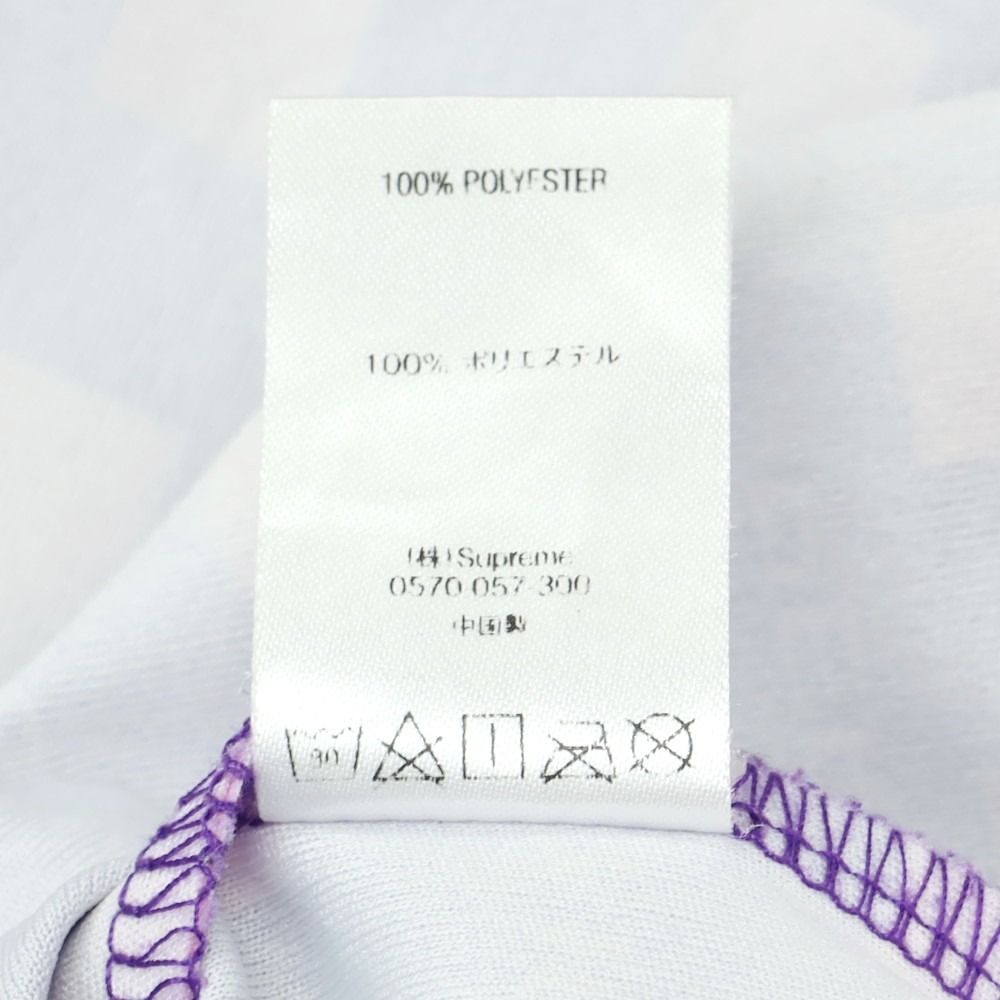 100% POLYESTER
100% ポリエステル
(株)Supreme
0570-057-300
中国製
30